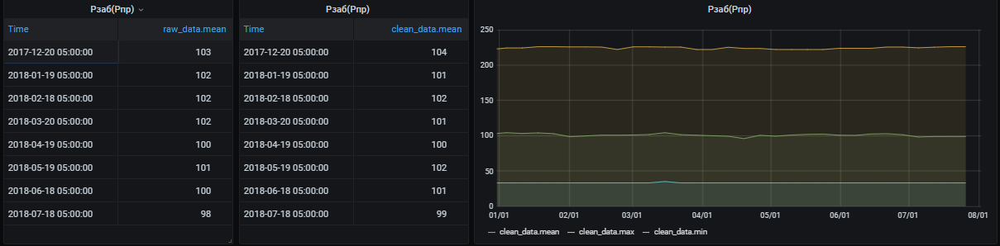 Рзаб(Рпр)
Time raw_data.mean
2017-12-20 05:00:00 103
2018-01-19 05:00:00 102
2018-02-18 05:00:00 102
2018-03-20 05:00:00 102
2018-04-19 05:00:00 100
2018-05-19 05:00:00 101
2018-06-18 05:00:00 100
2018-07-18 05:00:00 98
Рзаб(Рпр)
Time clean_data.mean
2017-12-20 05:00:00 104
2018-01-19 05:00:00 101
2018-02-18 05:00:00 102
2018-03-20 05:00:00 101
2018-04-19 05:00:00 100
2018-05-19 05:00:00 102
2018-06-18 05:00:00 101
2018-07-18 05:00:00 99
Рзаб(Рпр)
250
200
150
100
50
0
01/01 02/01 03/01 04/01 05/01 06/01 07/01 08/01
clean_data.mean clean_data.max clean_data.min